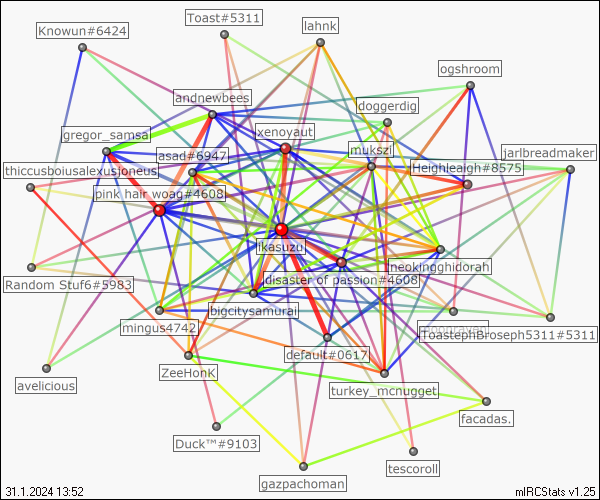 Toast#5311
lahnk
Knowun#6424
ogshroom
andnewbees
doggerdig
xenoyaut
gregor_samsa
mukszi
asad#6947
jarlbreadmaker
Heighleaigh#8575
thiccusboiusalexusjoneus
pink hair woag#4608
ikasuzu
neokingghidorah
Random Stuf6#5983
disaster of passion#4608
bigcitysamurai
mingus4742
ToastephBroseph5311#5311
default#0617
ZeeHonK
avelicious
turkey_mcnugget
facadas.
Duck™#9103
tescoroll
gazpachoman
31.1.2024 13:52
mIRCStats v1.25